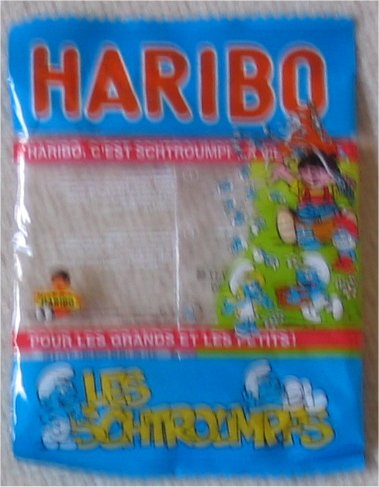 HARIBO
HARIBO, C'EST SCHTROUMPF LA VIE
HARIBO
POUR LES GRANDS ET LES PETITS!
LES
SCHTROUMPFS